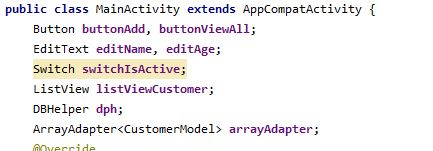 public class MainActivity extends AppCompatActivity {
Button buttonAdd, buttonViewAll;
EditText editName, editAge;
Switch switchIsActive;
ListView listViewCustomer;
DBHelper dph;
ArrayAdapter<CustomerModel> arrayAdapter;
@Override